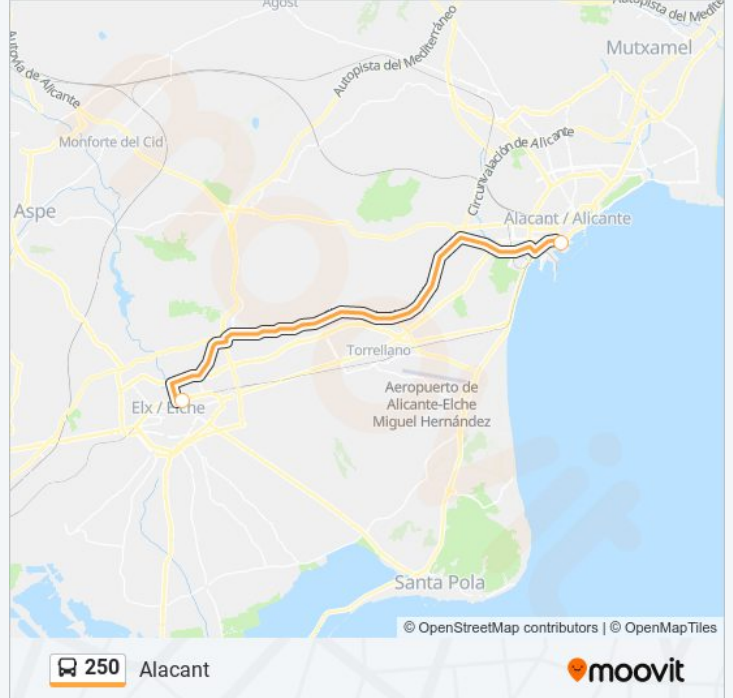 Agost
Autopista del Medite
Autopista del Mediterráneo
Mutxamel
Autovía de Alicante
Monforte del Cid
Circunvalación de Alicante
Aspe
Alacant / Alicante
Torrellano
Aeropuerto de
Alicante-Elche
Miguel Hernández
Elx / Elche
Santa Pola
© OpenStreetMap contributors | © OpenMapTiles
250 Alacant
moovit